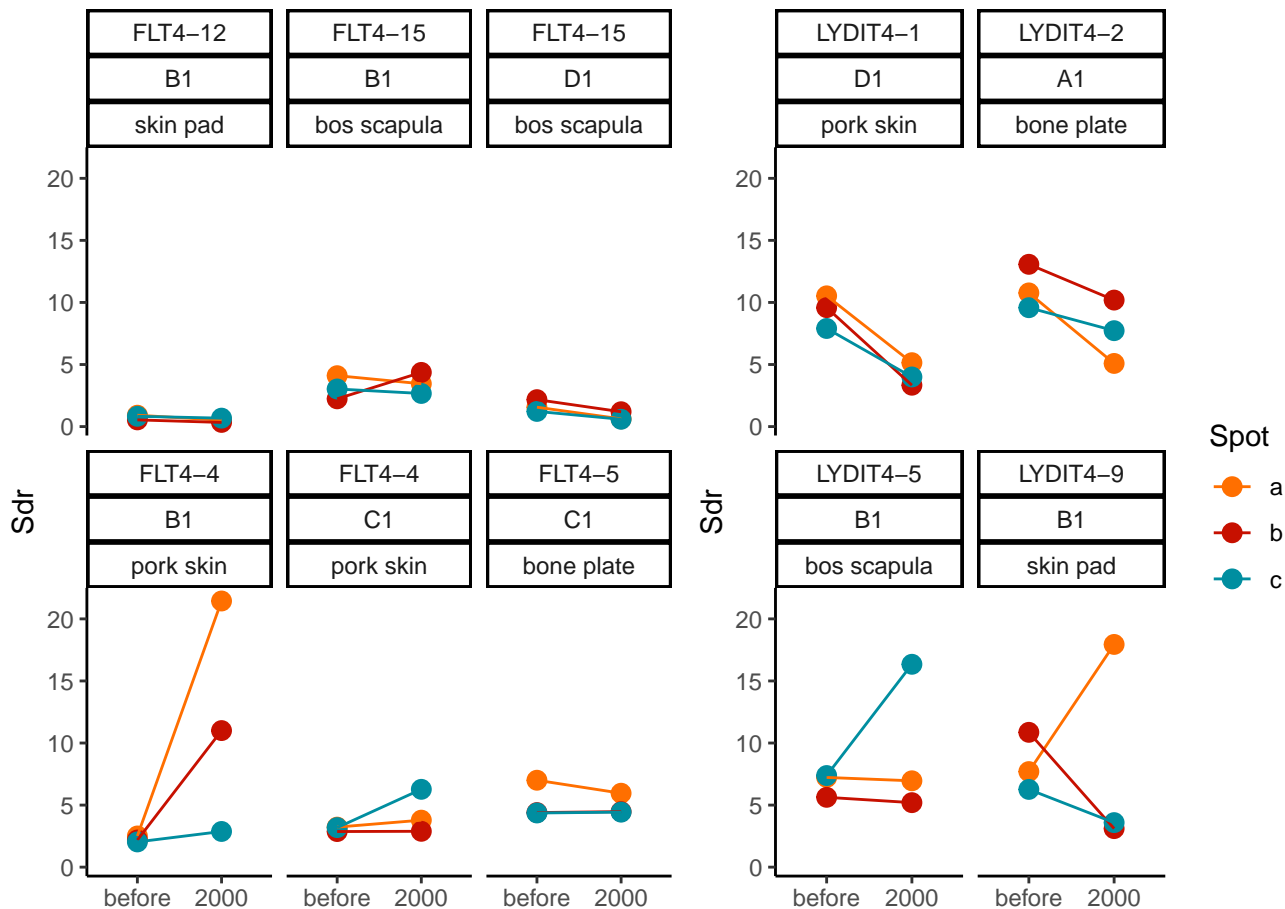 FLT4−12 FLT4−15 FLT4−15 LYDIT4−1 LYDIT4−2
B1 B1 D1 D1 A1
skin pad bos scapula bos scapula pork skin bone plate
20 20
15 15
10 10
5 5
0 0
FLT4−4 FLT4−4 FLT4−5 LYDIT4−5 LYDIT4−9
B1 C1 C1 B1 B1
pork skin pork skin bone plate bos scapula skin pad
20 20
15 15
10 10
5 5
0 0
before 2000 before 2000 before 2000 before 2000 before 2000
Sdr
Sdr
Spot
a
b
c